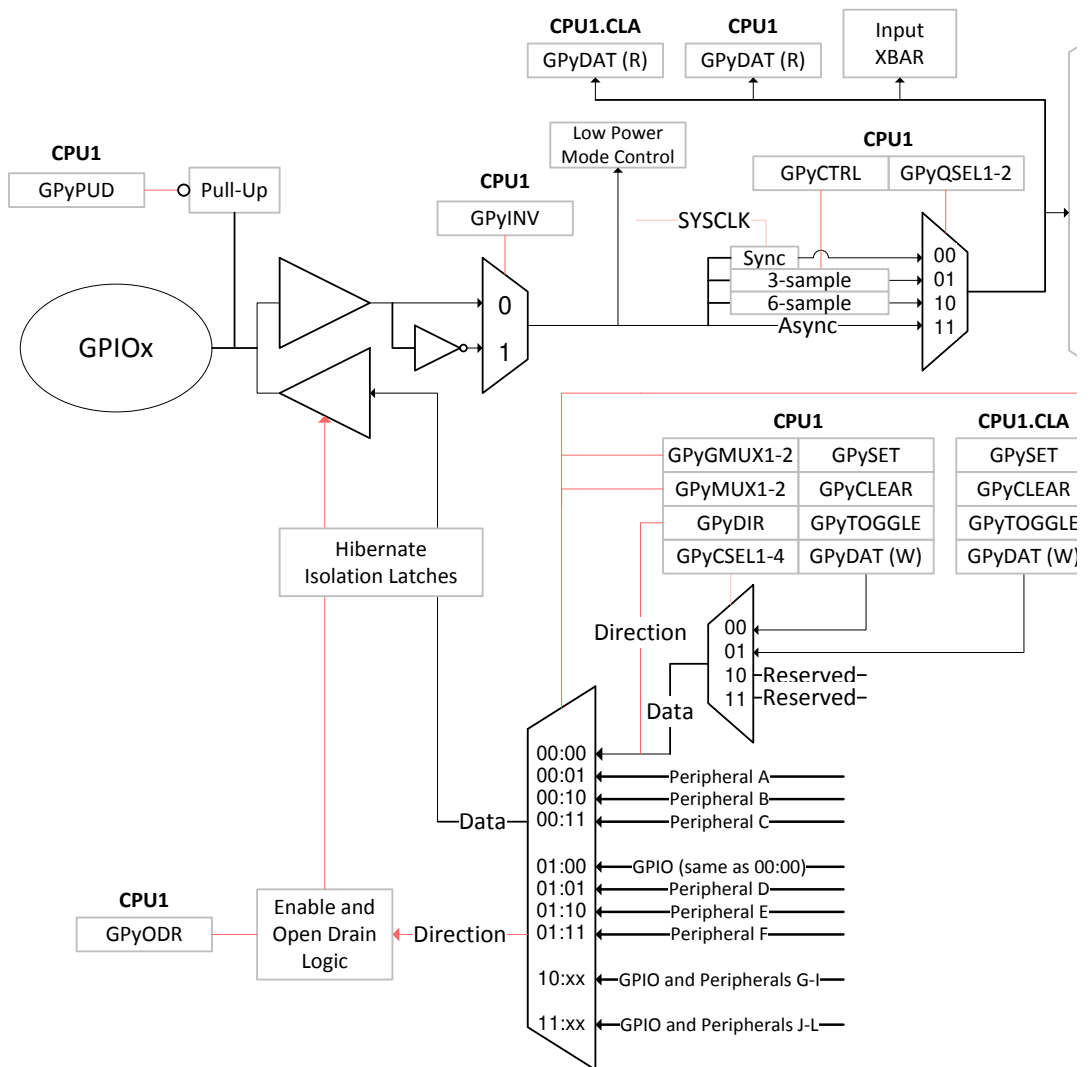 CPU1.CLA
GPyDAT (R)
CPU1
GPyDAT (R)
Input
XBAR
Low Power
Mode Control
CPU1
GPyPUD
Pull-Up
CPU1
GPyINV
CPU1
GPyCTRL
GPyQSEL1-2
SYSCLK
Sync
3-sample
6-sample
Async
00
01
10
11
0
1
GPIOx
CPU1
GPyGMUX1-2
GPySET
GPyMUX1-2
GPyCLEAR
GPyDIR
GPyTOGGLE
GPyCSEL1-4
GPyDAT (W)
CPU1.CLA
GPySET
GPyCLEAR
GPyTOGGLE
GPyDAT (W)
Hibernate
Isolation Latches
Direction
Data
00
01
10 Reserved
11 Reserved
00:00
00:01 Peripheral A
00:10 Peripheral B
00:11 Peripheral C
Data
01:00 GPIO (same as 00:00)
01:01 Peripheral D
01:10 Peripheral E
01:11 Peripheral F
10:xx GPIO and Peripherals G-I
11:xx GPIO and Peripherals J-L
CPU1
GPyODR
Enable and
Open Drain
Logic
Direction